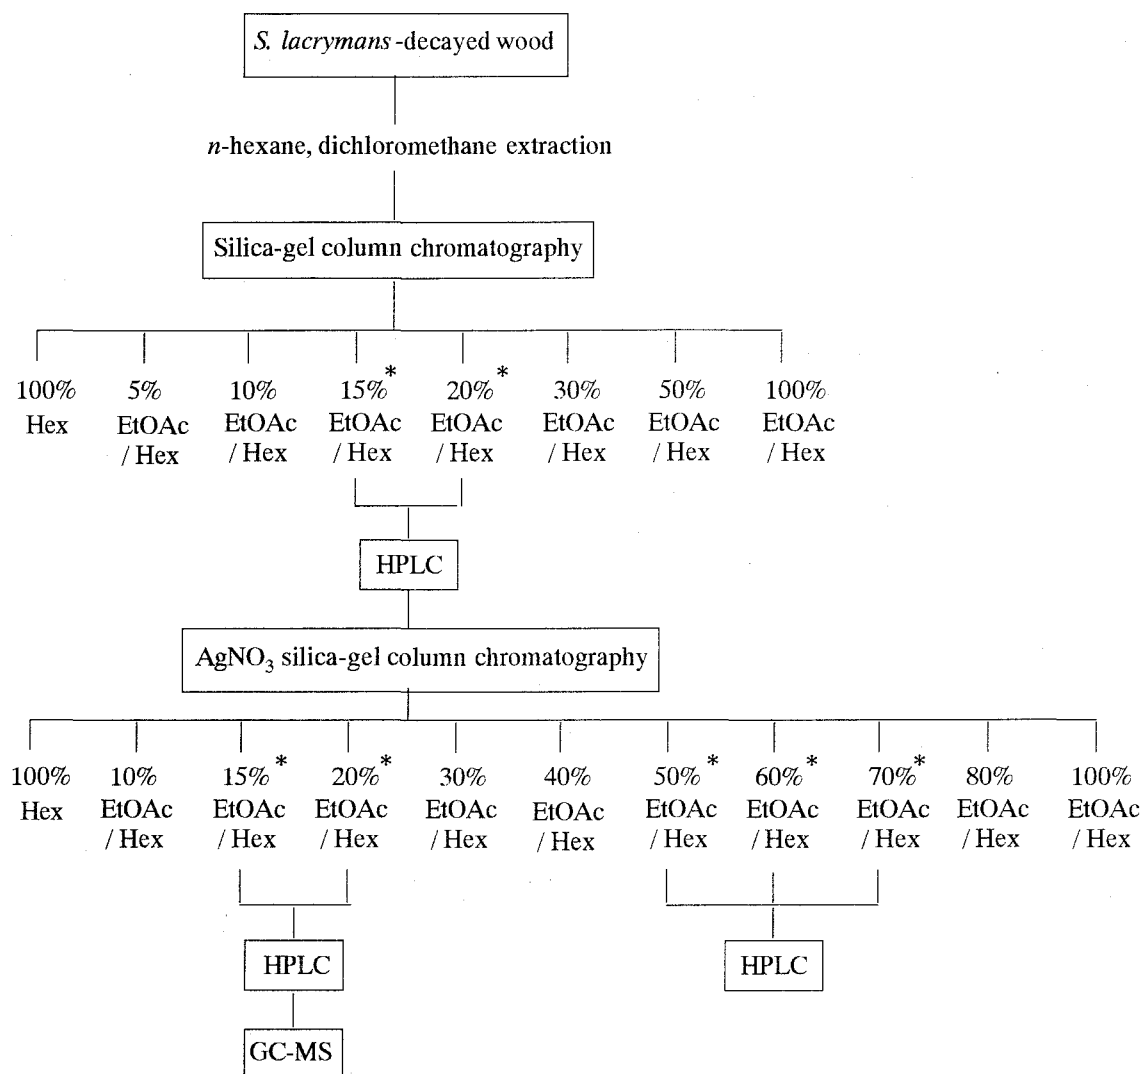 S. lacrymans -decayed wood
n-hexane, dichloromethane extraction
Silica-gel column chromatography
100% 5% 10% 15%* 20%* 30% 50% 100%
Hex EtOAc EtOAc EtOAc EtOAc EtOAc EtOAc EtOAc
/ Hex / Hex / Hex / Hex / Hex / Hex / Hex
HPLC
AgNO₃ silica-gel column chromatography
100% 10% 15%* 20%* 30% 40% 50%* 60%* 70%* 80% 100%
Hex EtOAc EtOAc EtOAc EtOAc EtOAc EtOAc EtOAc EtOAc EtOAc EtOAc
/ Hex / Hex / Hex / Hex / Hex / Hex / Hex / Hex / Hex / Hex
HPLC HPLC
GC-MS